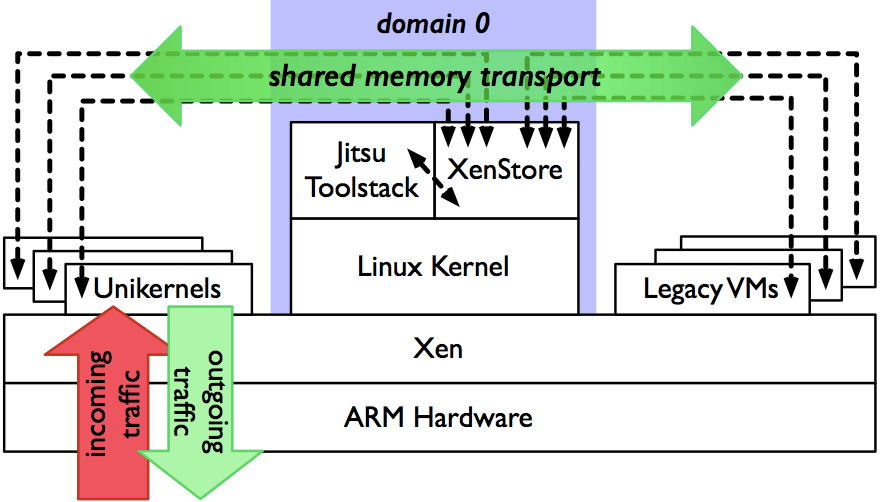 domain 0
shared memory transport
Jitsu
Toolstack
XenStore
Linux Kernel
Unikernels
Legacy VMs
Xen
ARM Hardware
incoming
traffic
outgoing
traffic